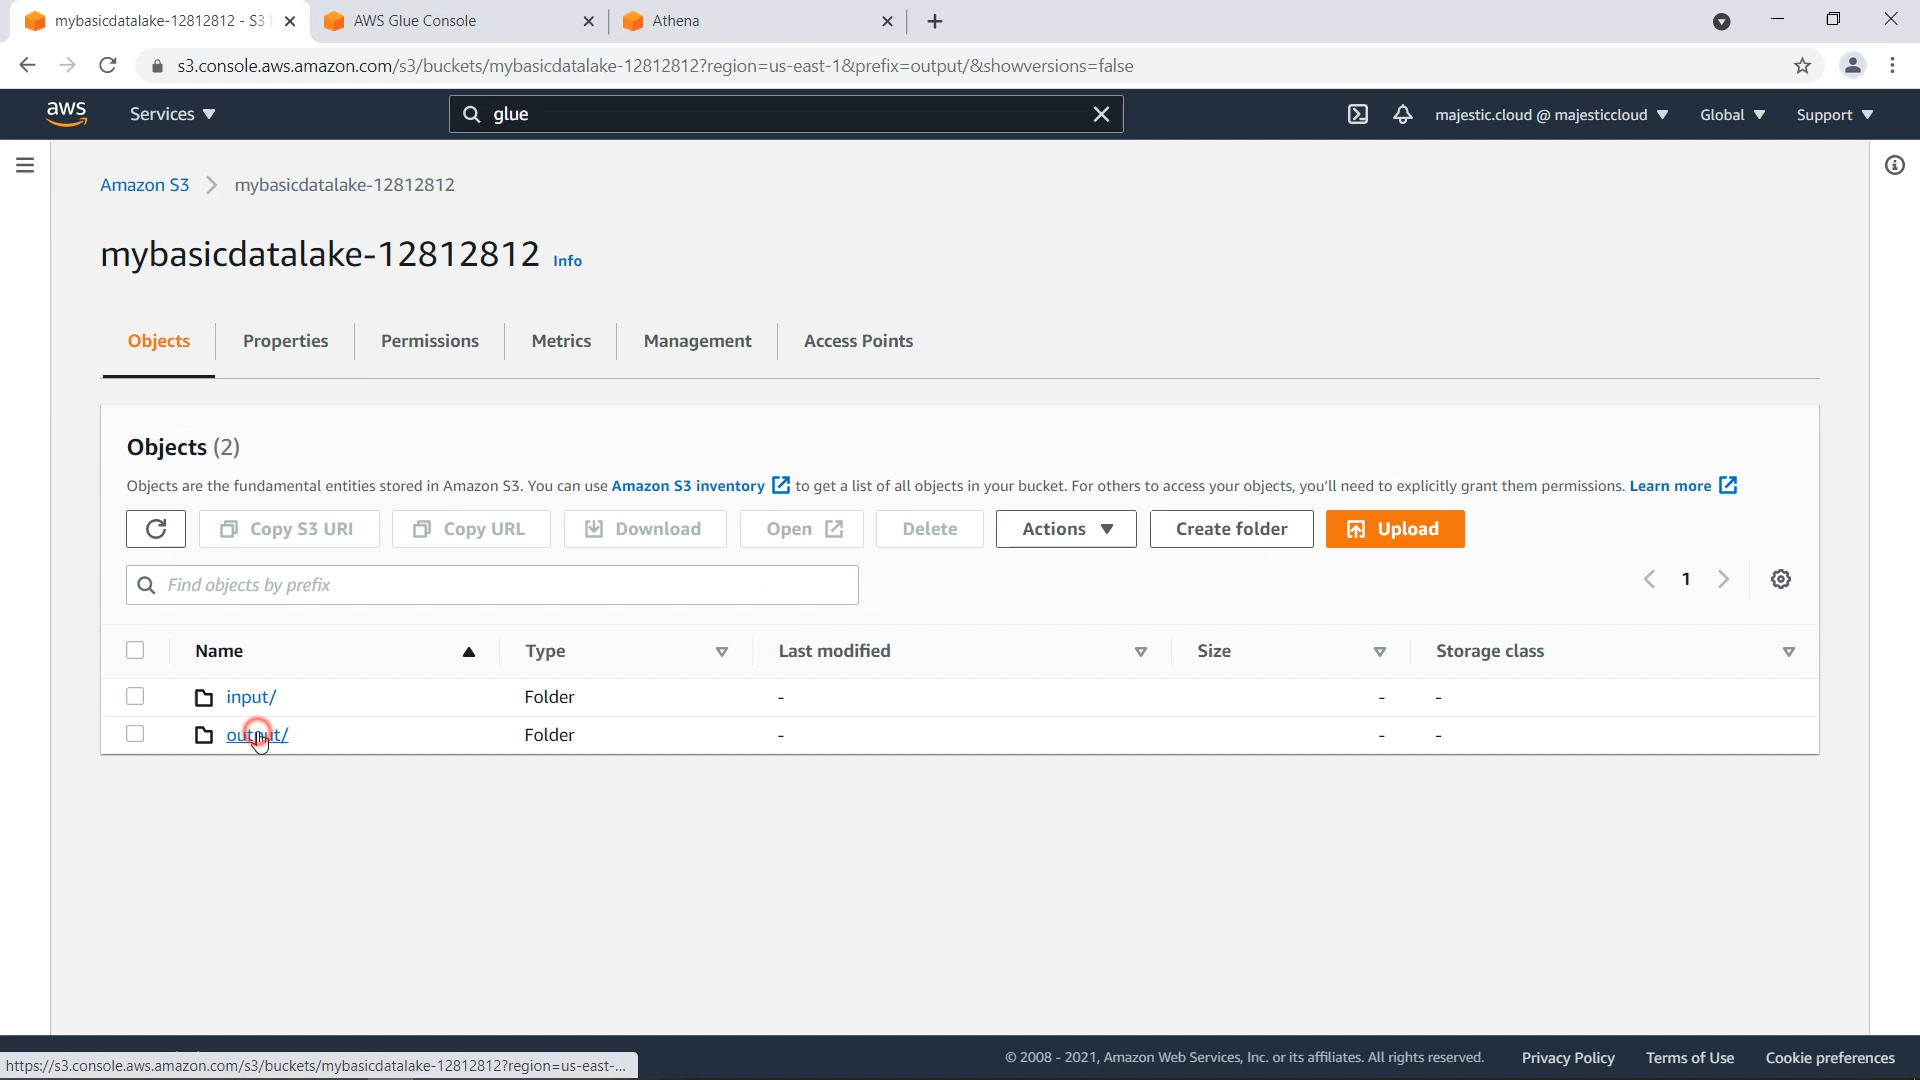 mybasicdatalake-12812812 - S3
AWS Glue Console
Athena
s3.console.aws.amazon.com/s3/buckets/mybasicdatalake-12812812?region=us-east-1&prefix=output/&showversions=false
aws
Services
glue
majestic.cloud @ majesticcloud
Global
Support
Amazon S3
mybasicdatalake-12812812
mybasicdatalake-12812812 Info
Objects
Properties
Permissions
Metrics
Management
Access Points
Objects (2)
Objects are the fundamental entities stored in Amazon S3. You can use Amazon S3 inventory to get a list of all objects in your bucket. For others to access your objects, you'll need to explicitly grant them permissions. Learn more
Copy S3 URI
Copy URL
Download
Open
Delete
Actions
Create folder
Upload
Find objects by prefix
1
Name
Type
Last modified
Size
Storage class
input/
Folder
-
-
-
output/
Folder
-
-
-
© 2008 - 2021, Amazon Web Services, Inc. or its affiliates. All rights reserved.
Privacy Policy
Terms of Use
Cookie preferences
https://s3.console.aws.amazon.com/s3/buckets/mybasicdatalake-12812812?region=us-east-...